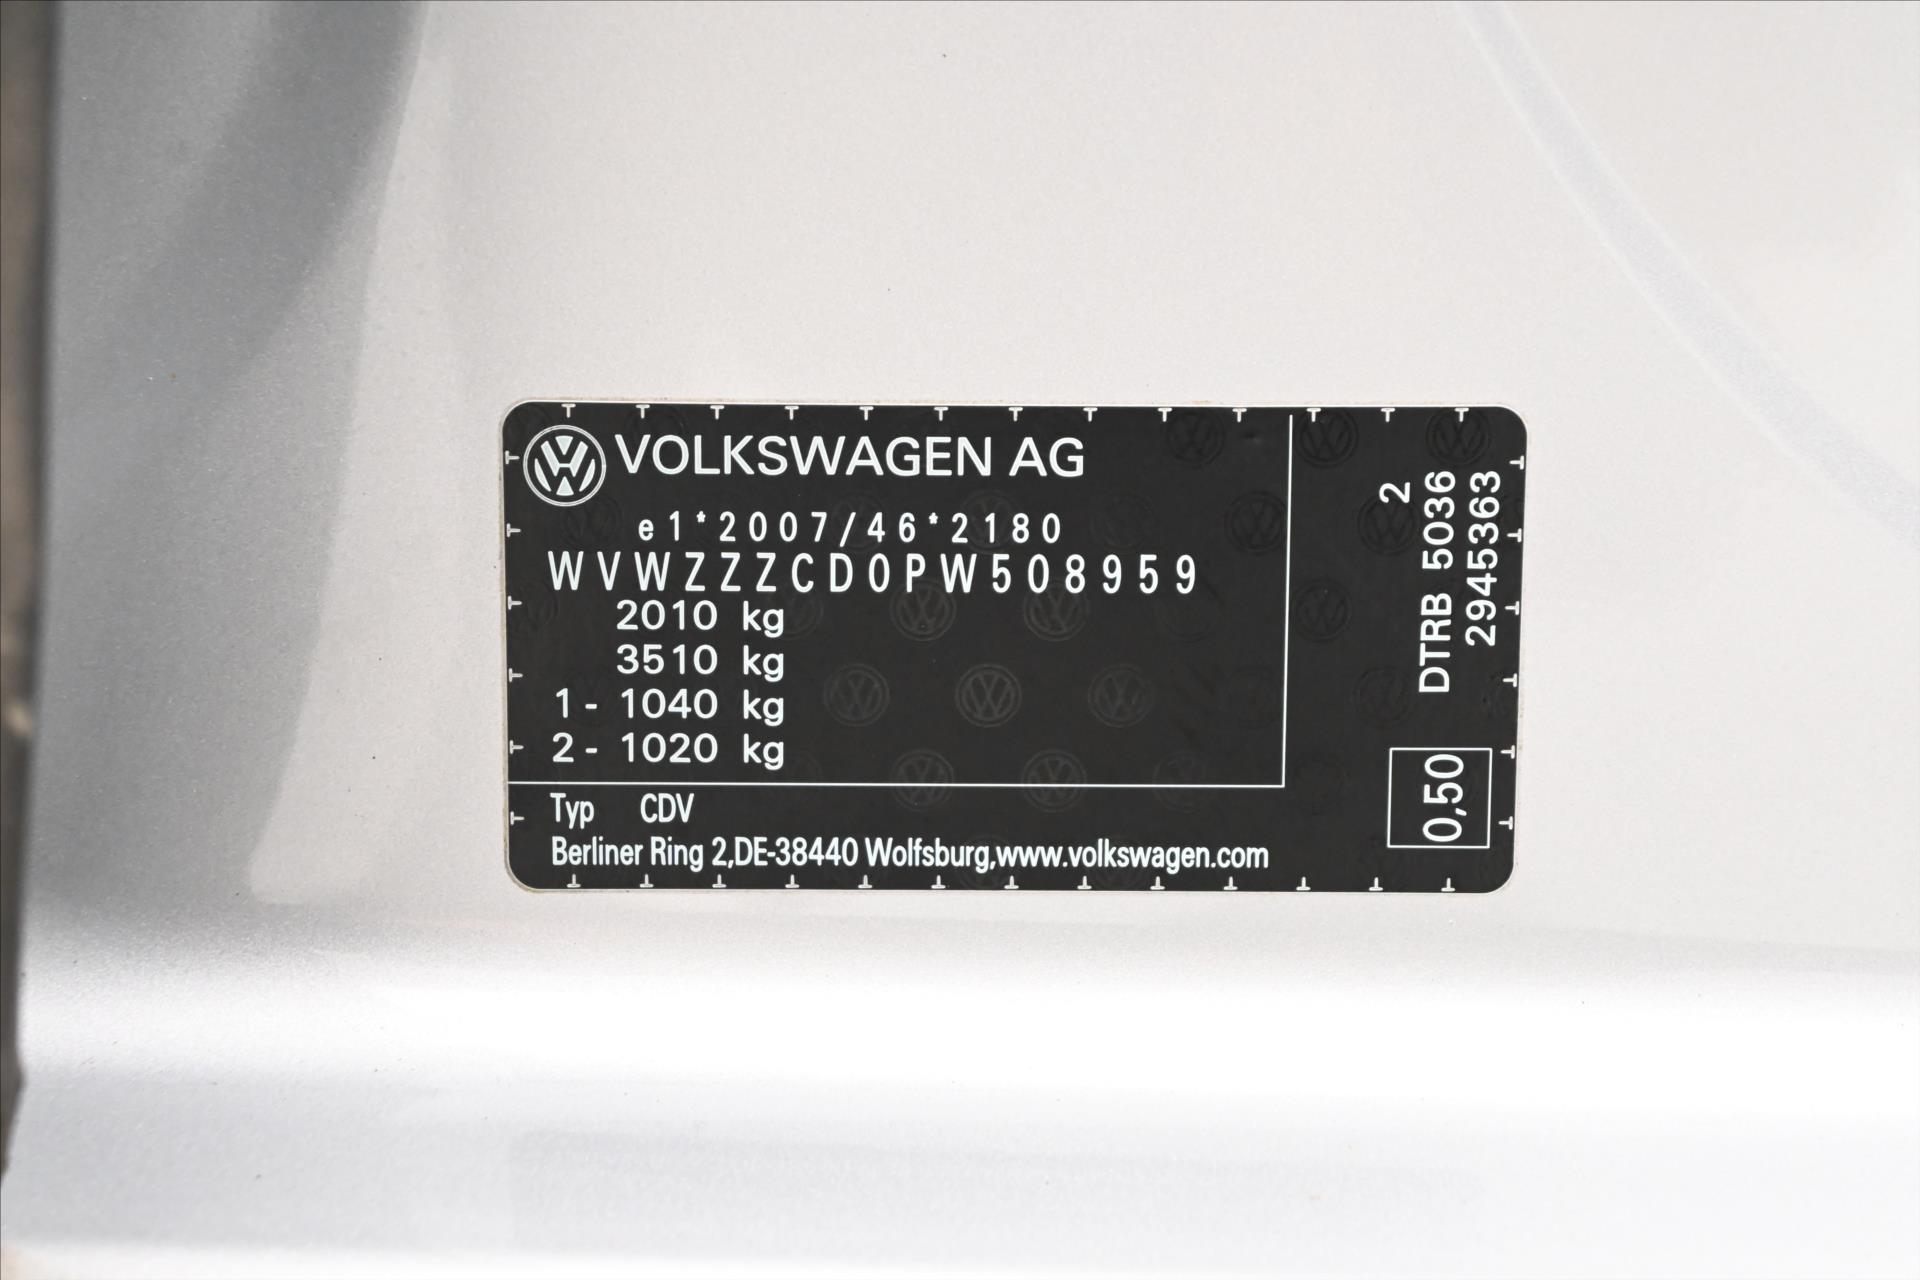 VOLKSWAGEN AG
e1*2007/46*2180
WVWZZZCD0PW508959
2010 kg
3510 kg
1- 1040 kg
2- 1020 kg
Typ CDV
Berliner Ring 2,DE-38440 Wolfsburg,www.volkswagen.com
2
DTRB 5036
2945363
0,50